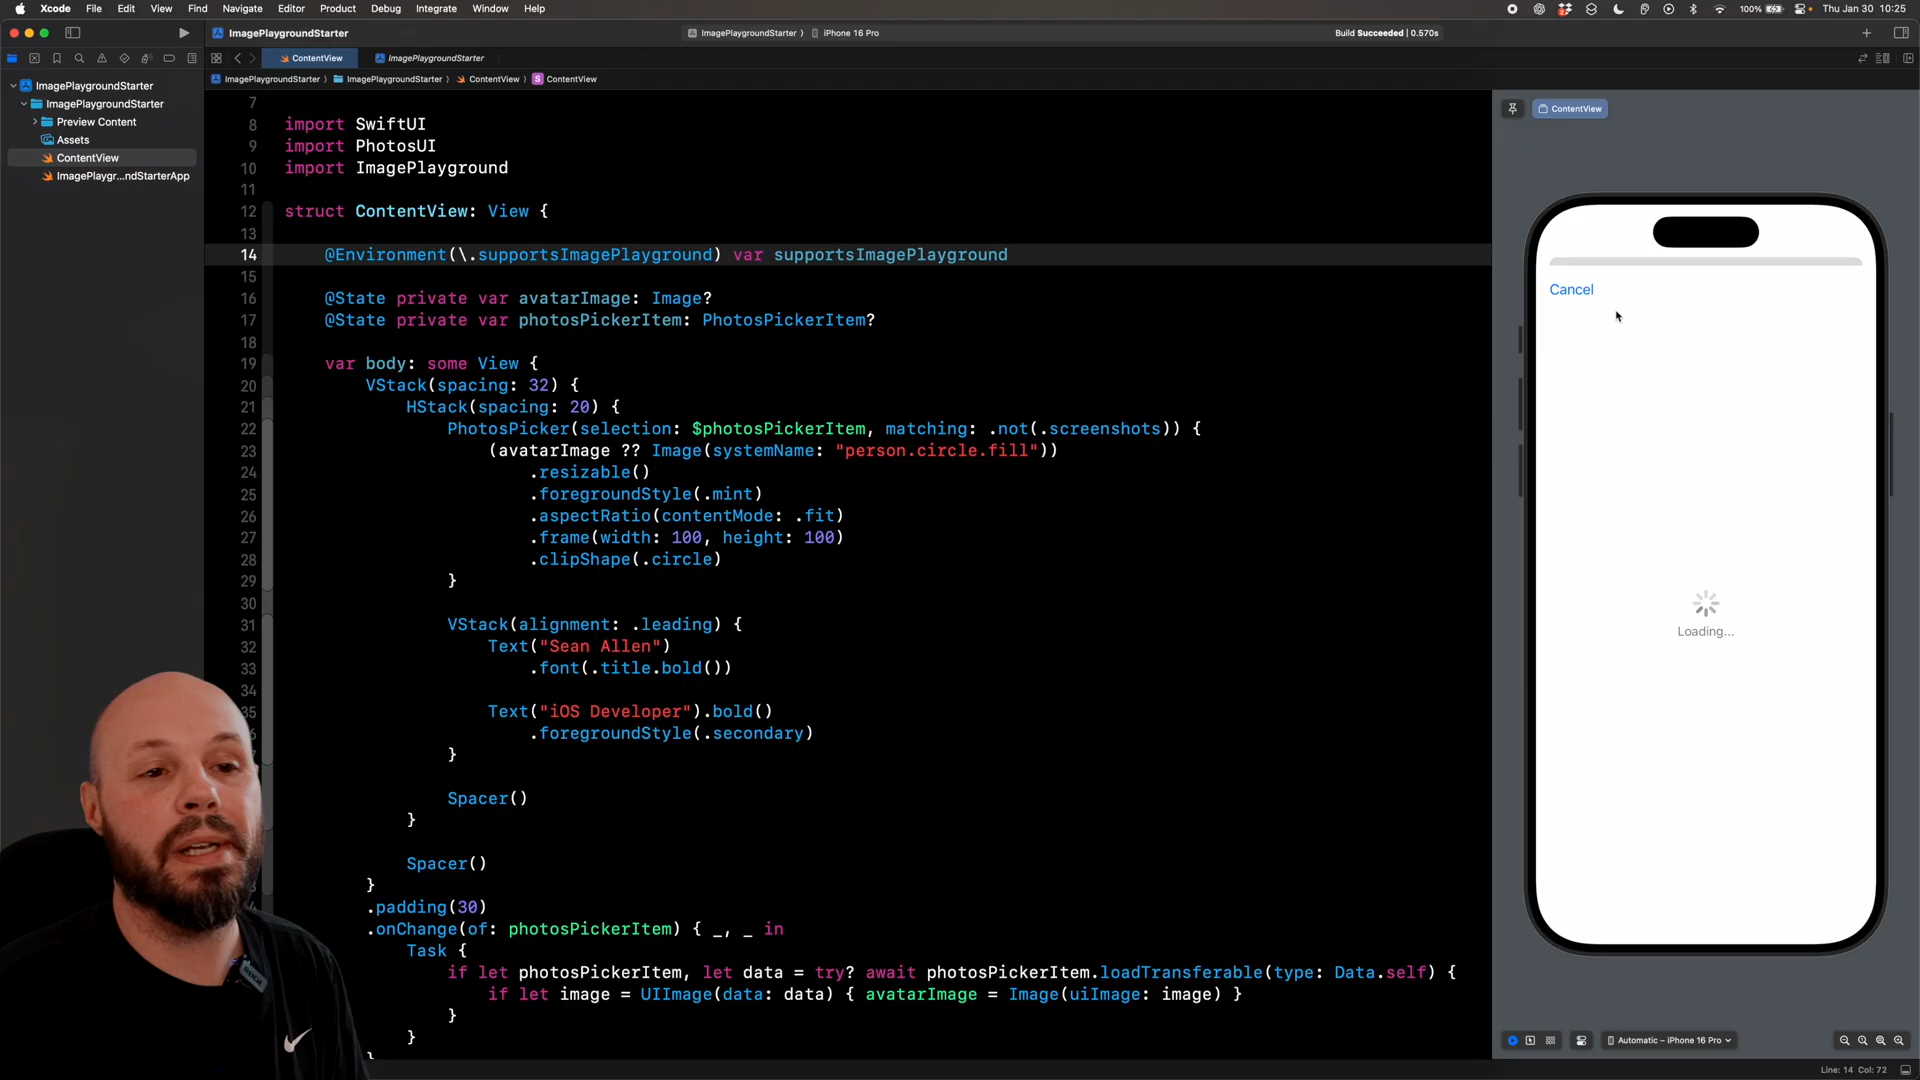 Xcode File Edit View Find Navigate Editor Product Debug Integrate Window Help 100% Thu Jan 30 10:25
ImagePlaygroundStarter ImagePlaygroundStarter 〉 iPhone 16 Pro Build Succeeded | 0.570s
ContentView ImagePlaygroundStarter
ImagePlaygroundStarter 〉 ImagePlaygroundStarter 〉 ContentView 〉 S ContentView
ImagePlaygroundStarter
ImagePlaygroundStarter
Preview Content
Assets
ContentView
ImagePlaygr...ndStarterApp
7
8 import SwiftUI
9 import PhotosUI
10 import ImagePlayground
11
12 struct ContentView: View {
13
14 @Environment(\.supportsImagePlayground) var supportsImagePlayground
15
16 @State private var avatarImage: Image?
17 @State private var photosPickerItem: PhotosPickerItem?
18
19 var body: some View {
20 VStack(spacing: 32) {
21 HStack(spacing: 20) {
22 PhotosPicker(selection: $photosPickerItem, matching: .not(.screenshots)) {
23 (avatarImage ?? Image(systemName: "person.circle.fill"))
24 .resizable()
25 .foregroundStyle(.mint)
26 .aspectRatio(contentMode: .fit)
27 .frame(width: 100, height: 100)
28 .clipShape(.circle)
29 }
30
31 VStack(alignment: .leading) {
32 Text("Sean Allen")
33 .font(.title.bold())
34
35 Text("iOS Developer").bold()
.foregroundStyle(.secondary)
}
Spacer()
}
Spacer()
}
.padding(30)
.onChange(of: photosPickerItem) { _, _ in
Task {
if let photosPickerItem, let data = try? await photosPickerItem.loadTransferable(type: Data.self) {
if let image = UIImage(data: data) { avatarImage = Image(uiImage: image) }
}
}
ContentView
Cancel
Loading...
Automatic – iPhone 16 Pro
Line: 14 Col: 72